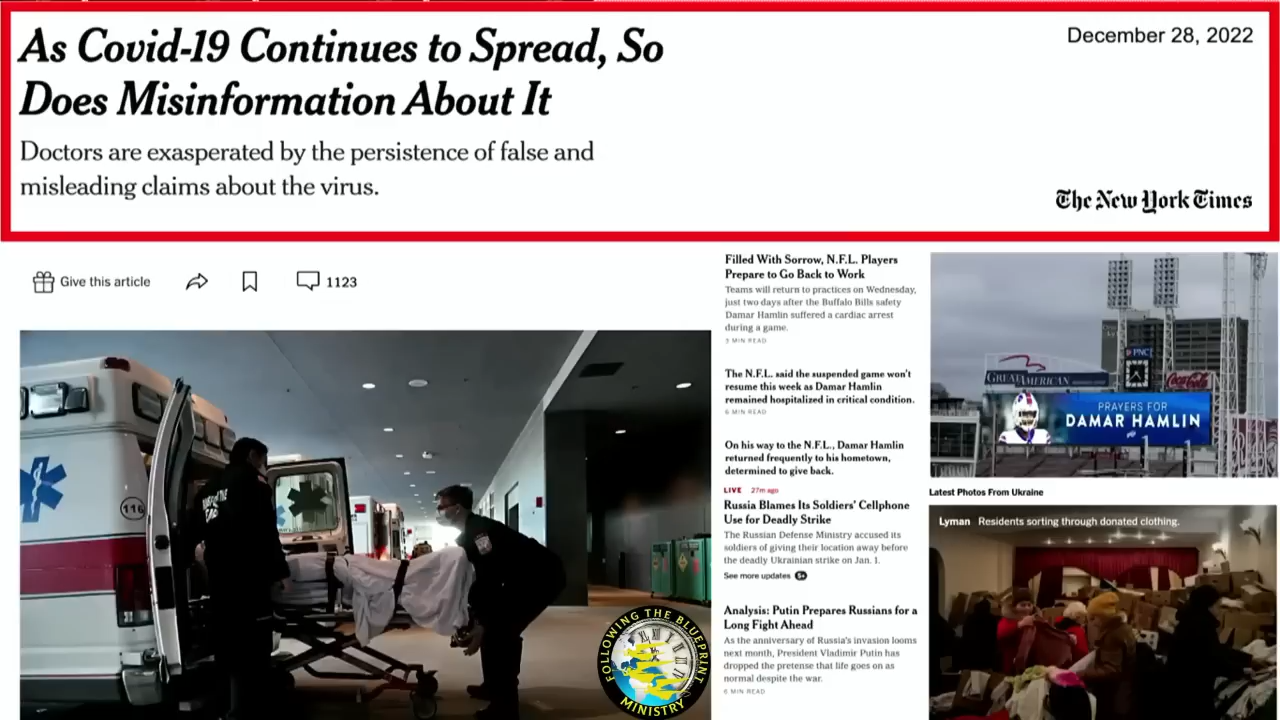 As Covid-19 Continues to Spread, So
Does Misinformation About It
December 28, 2022
Doctors are exasperated by the persistence of false and
misleading claims about the virus.
The New York Times
Give this article
1123
Filled With Sorrow, N.F.L. Players
Prepare to Go Back to Work
Teams will return to practices on Wednesday,
just two days after the Buffalo Bills safety
Damar Hamlin suffered a cardiac arrest
during a game.
3 MIN READ
The N.F.L. said the suspended game won't
resume this week as Damar Hamlin
remained hospitalized in critical condition.
6 MIN READ
On his way to the N.F.L., Damar Hamlin
returned frequently to his hometown,
determined to give back.
LIVE 27m ago
Russia Blames Its Soldiers' Cellphone
Use for Deadly Strike
The Russian Defense Ministry accused its
soldiers of giving their location away before
the deadly Ukrainian strike on Jan. 1.
See more updates 9+
Analysis: Putin Prepares Russians for a
Long Fight Ahead
As the anniversary of Russia's invasion looms
next month, President Vladimir Putin has
dropped the pretense that life goes on as
normal despite the war.
6 MIN READ
PNC
GREAT AMERICAN
Coca-Cola
PRAYERS FOR
DAMAR HAMLIN
Latest Photos From Ukraine
Lyman Residents sorting through donated clothing.
116
FOLLOWING THE BLUEPRINT
MINISTRY